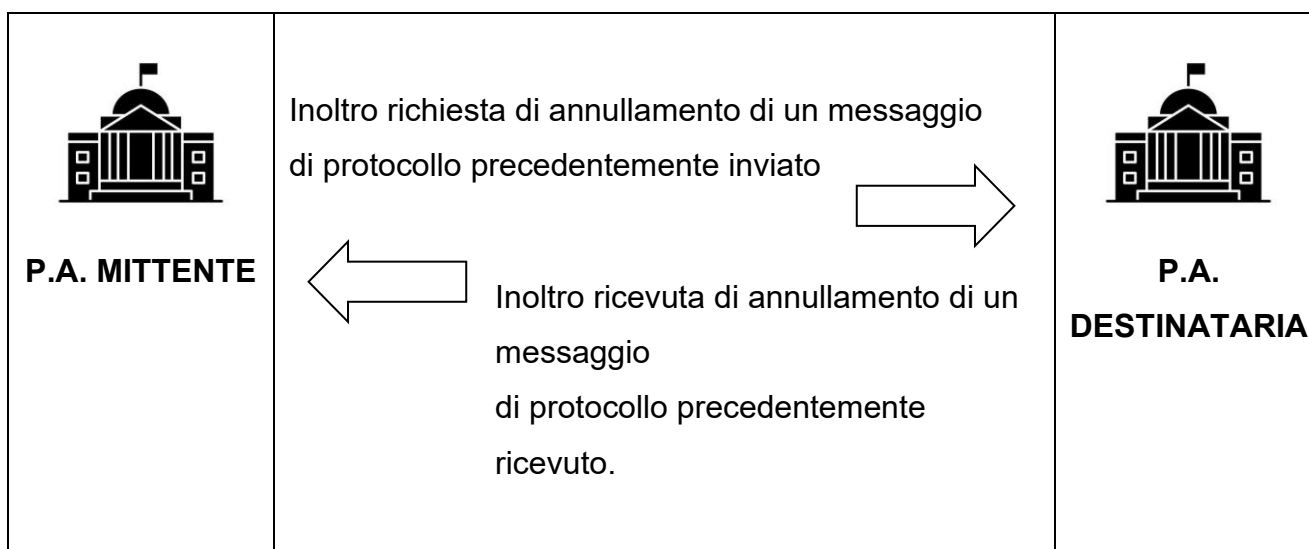 Inoltro richiesta di annullamento di un messaggio
di protocollo precedentemente inviato
P.A. MITTENTE
Inoltro ricevuta di annullamento di un
messaggio
di protocollo precedentemente
ricevuto.
P.A.
DESTINATARIA